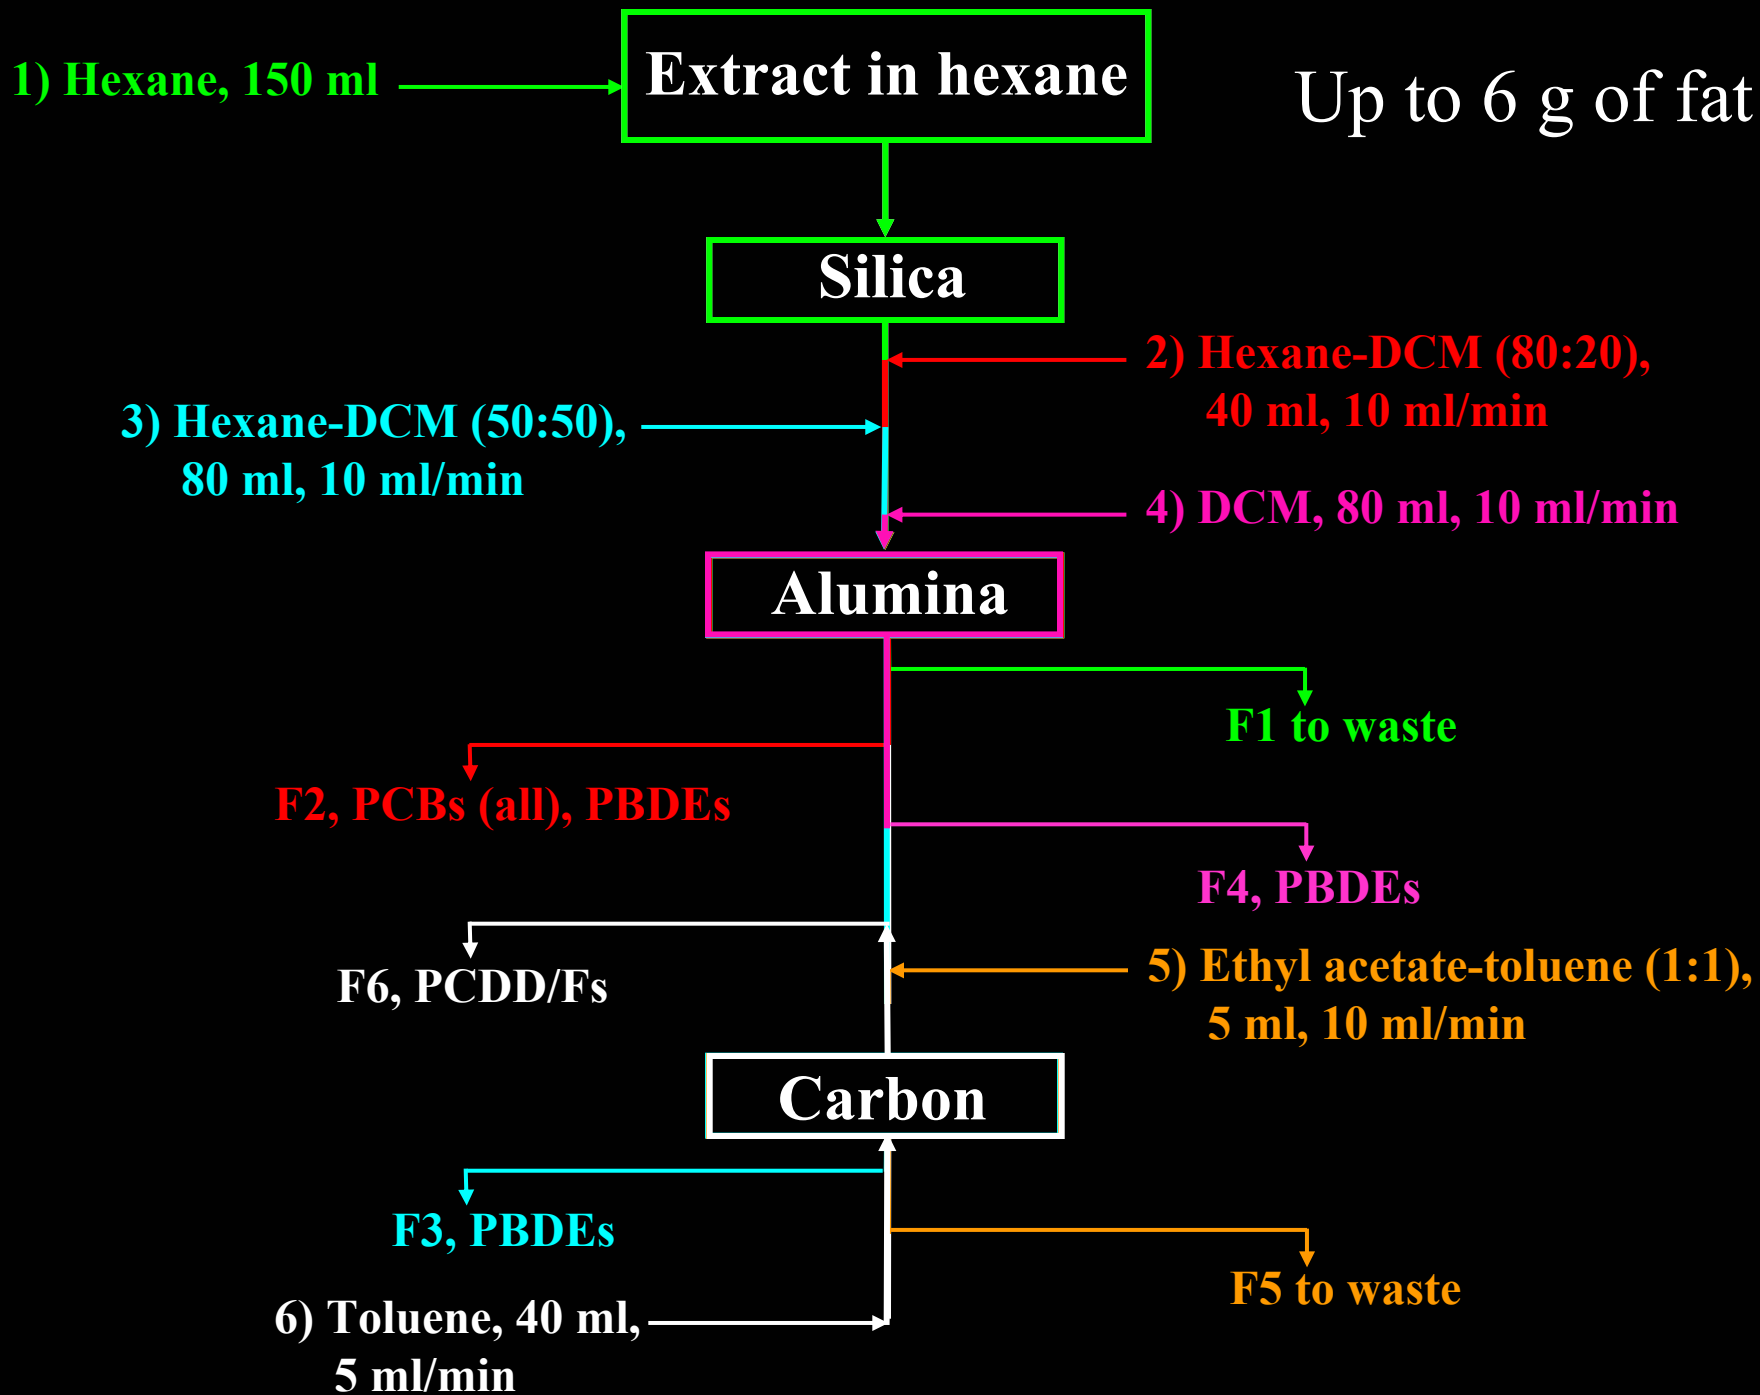 1) Hexane, 150 ml
Extract in hexane
Up to 6 g of fat
Silica
2) Hexane-DCM (80:20),
40 ml, 10 ml/min
3) Hexane-DCM (50:50),
80 ml, 10 ml/min
4) DCM, 80 ml, 10 ml/min
Alumina
F1 to waste
F2, PCBs (all), PBDEs
F4, PBDEs
F6, PCDD/Fs
5) Ethyl acetate-toluene (1:1),
5 ml, 10 ml/min
Carbon
F3, PBDEs
F5 to waste
6) Toluene, 40 ml,
5 ml/min